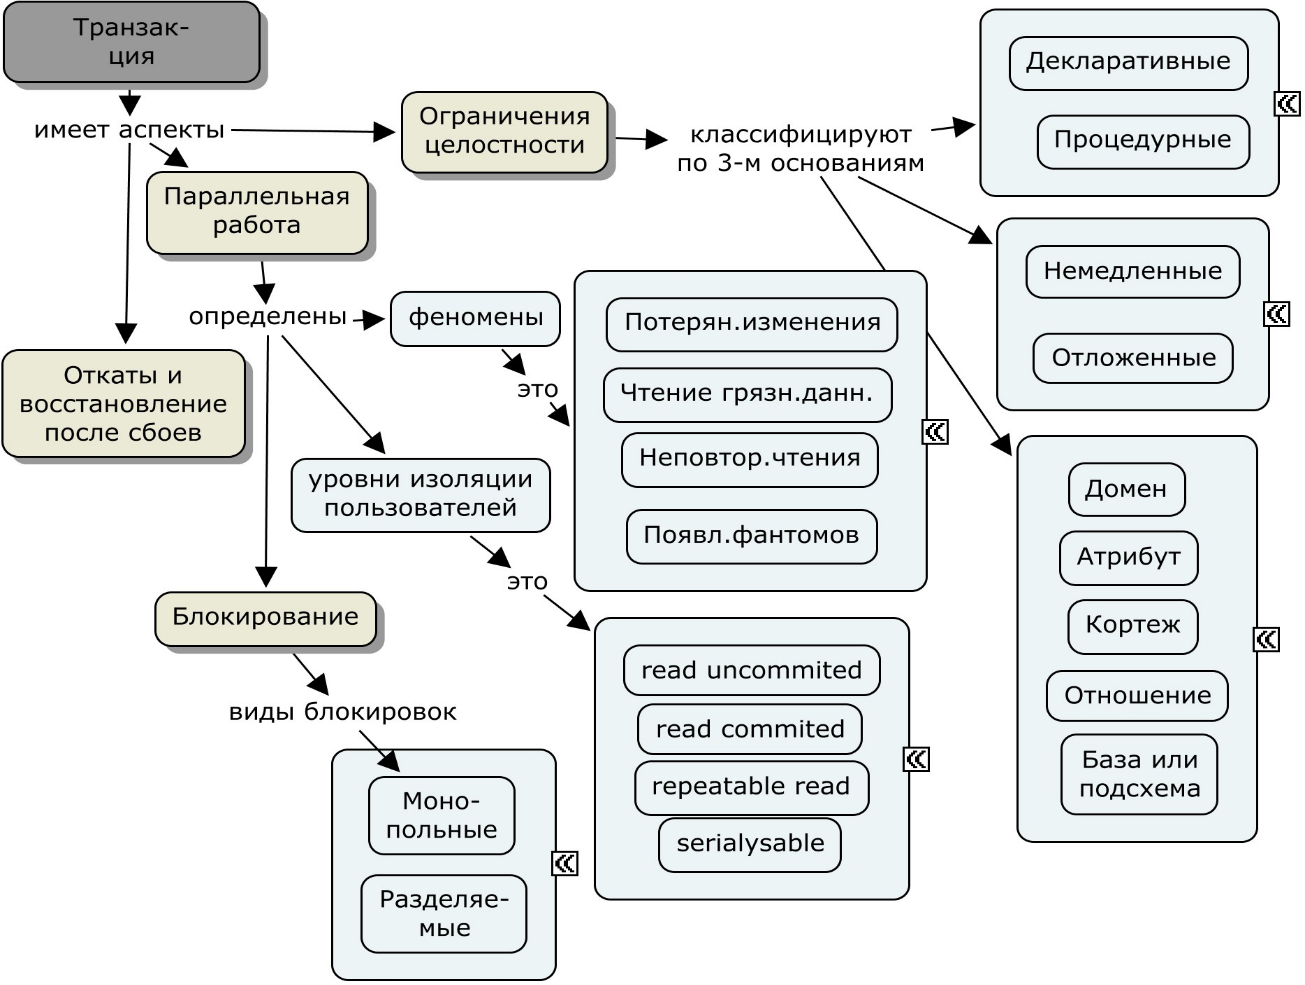 Транзак-
ция
имеет аспекты
Ограничения
целостности
классифицируют
по 3-м основаниям
Декларативные
Процедурные
Параллельная
работа
Немедленные
Отложенные
определены
феномены
это
Потерян.изменения
Чтение грязн.данн.
Неповтор.чтения
Появл.фантомов
Откаты и
восстановление
после сбоев
уровни изоляции
пользователей
это
Домен
Атрибут
Кортеж
Отношение
База или
подсхема
Блокирование
read uncommited
read commited
repeatable read
serialysable
виды блокировок
Моно-
польные
Разделяе-
мые